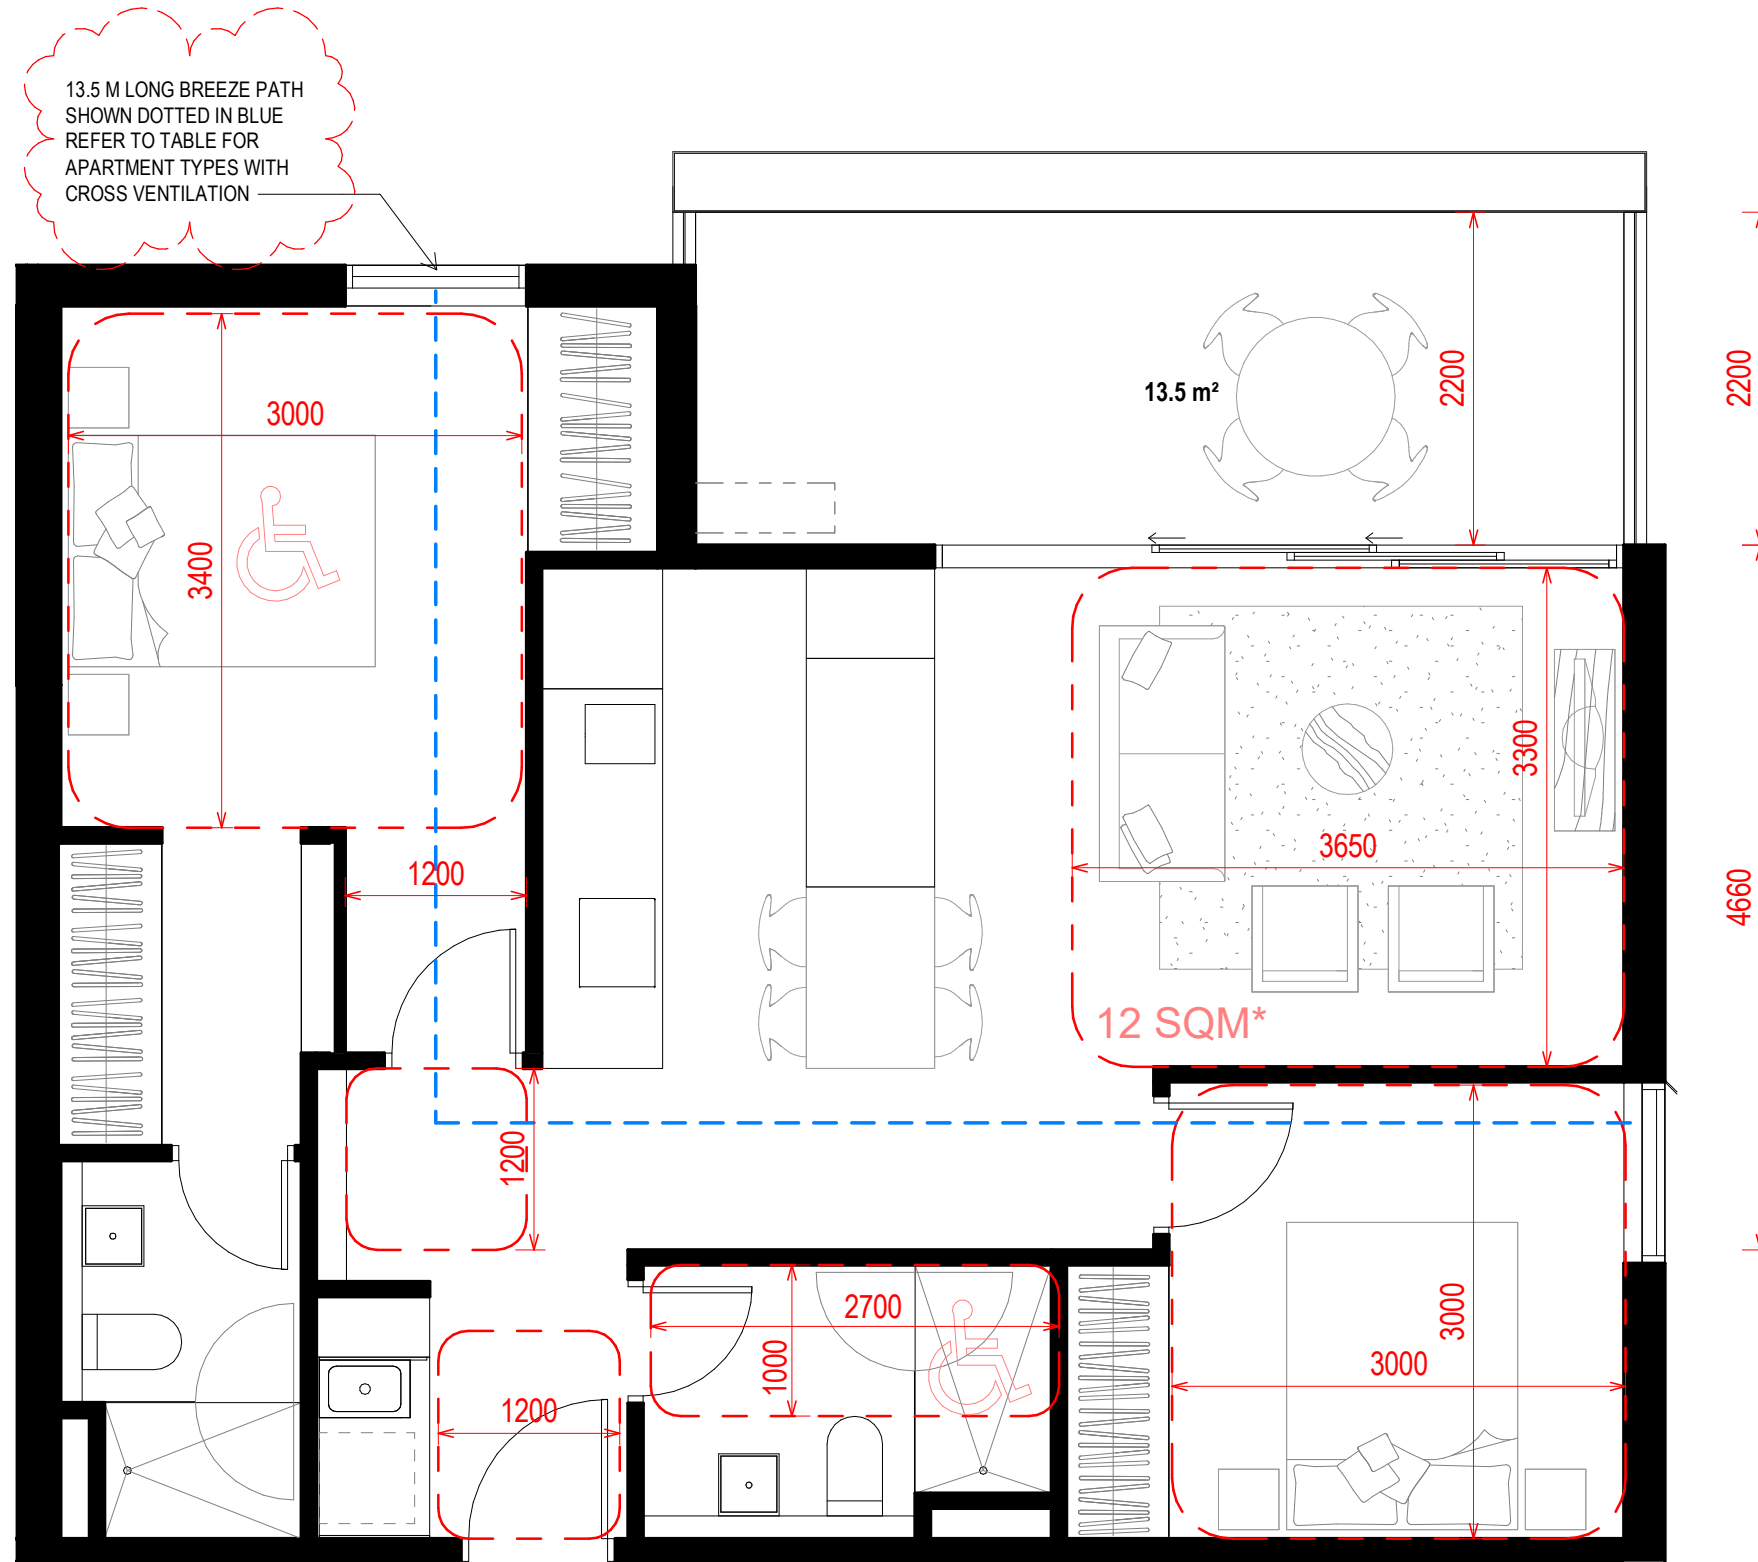 13.5 M LONG BREEZE PATH
SHOWN DOTTED IN BLUE
REFER TO TABLE FOR
APARTMENT TYPES WITH
CROSS VENTILATION
13.5 m²
2200
2200
3000
3400
3300
3650
4660
1200
12 SQM*
1200
2700
1000
3000
3000
1200